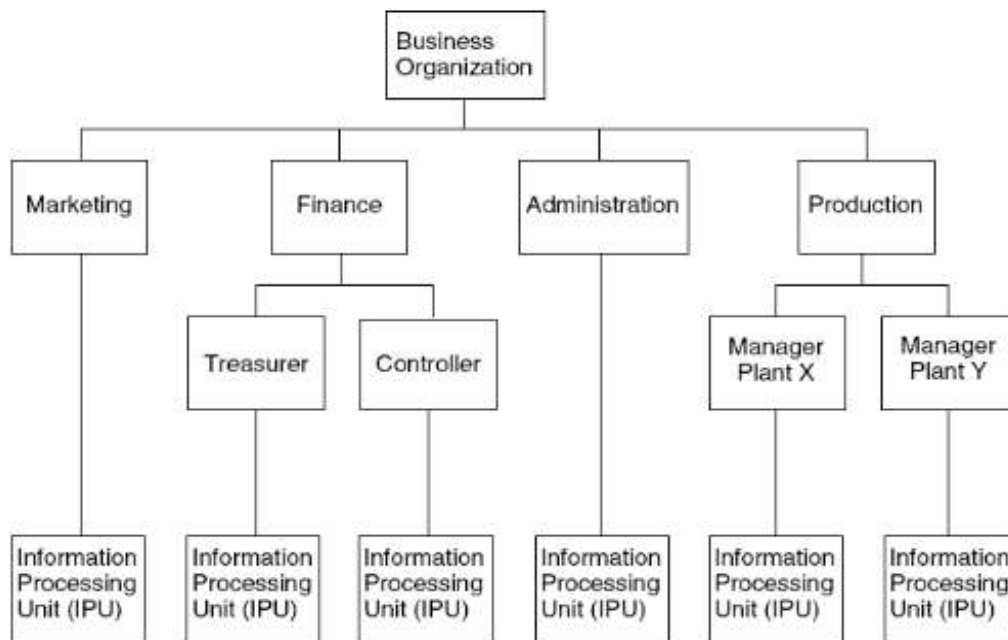 Business
Organization
Marketing
Finance
Administration
Production
Treasurer
Controller
Manager
Plant X
Manager
Plant Y
Information
Processing
Unit (IPU)
Information
Processing
Unit (IPU)
Information
Processing
Unit (IPU)
Information
Processing
Unit (IPU)
Information
Processing
Unit (IPU)
Information
Processing
Unit (IPU)